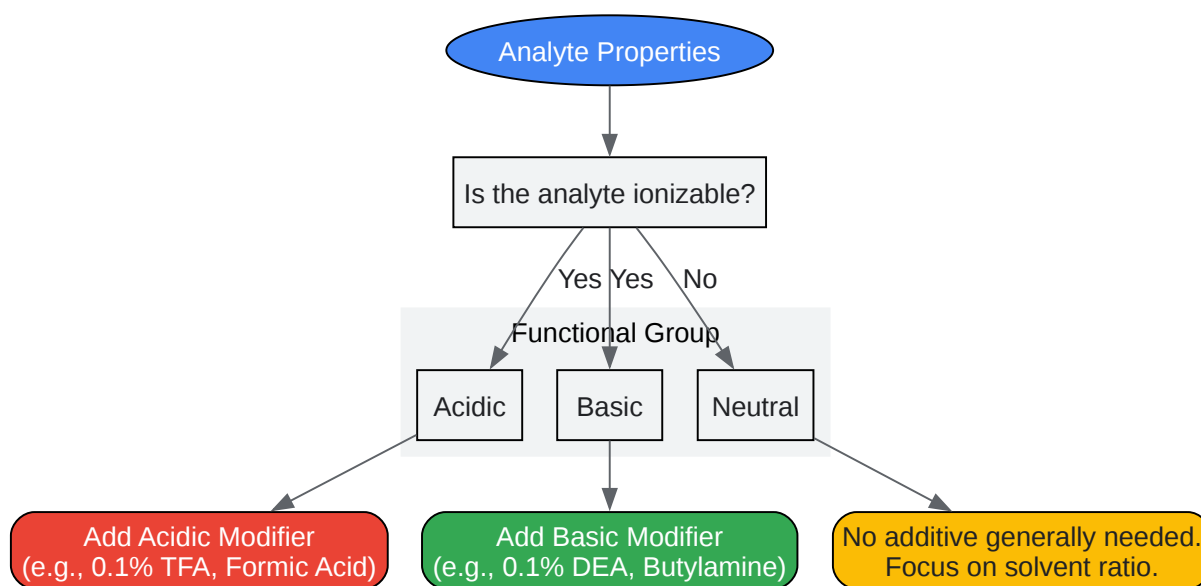 Analyte Properties
Is the analyte ionizable?
Yes
Yes
No
Functional Group
Acidic
Basic
Neutral
Add Acidic Modifier
(e.g., 0.1% TFA, Formic Acid)
Add Basic Modifier
(e.g., 0.1% DEA, Butylamine)
No additive generally needed.
Focus on solvent ratio.